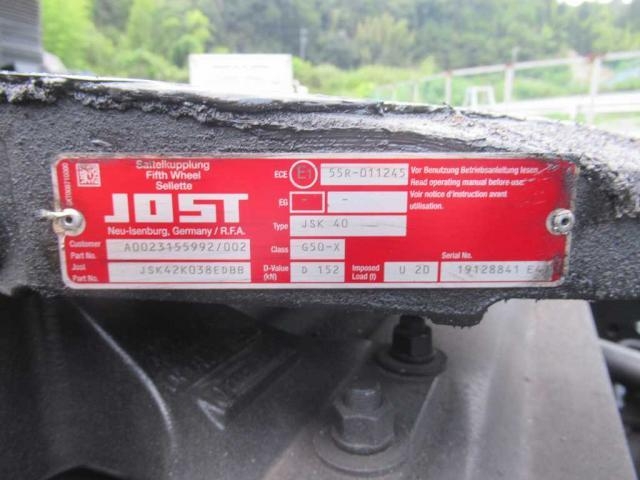 Sattelkupplung
Fifth Wheel
Sellette
JOST
Neu-Isenburg, Germany / R.F.A.
Customer Part No. A0023155992/002
Jost Part No. JSK42K038EDBB
ECE E1 55R-011245
EG - -
Type JSK 40
Class G50-X
D-Value (kN) D 152 Imposed Load (t) U 20
Vor Benutzung Betriebsanleitung lesen.
Read operating manual before use.
Voir notice d'instruction avant
utilisation.
Serial No.
19128841